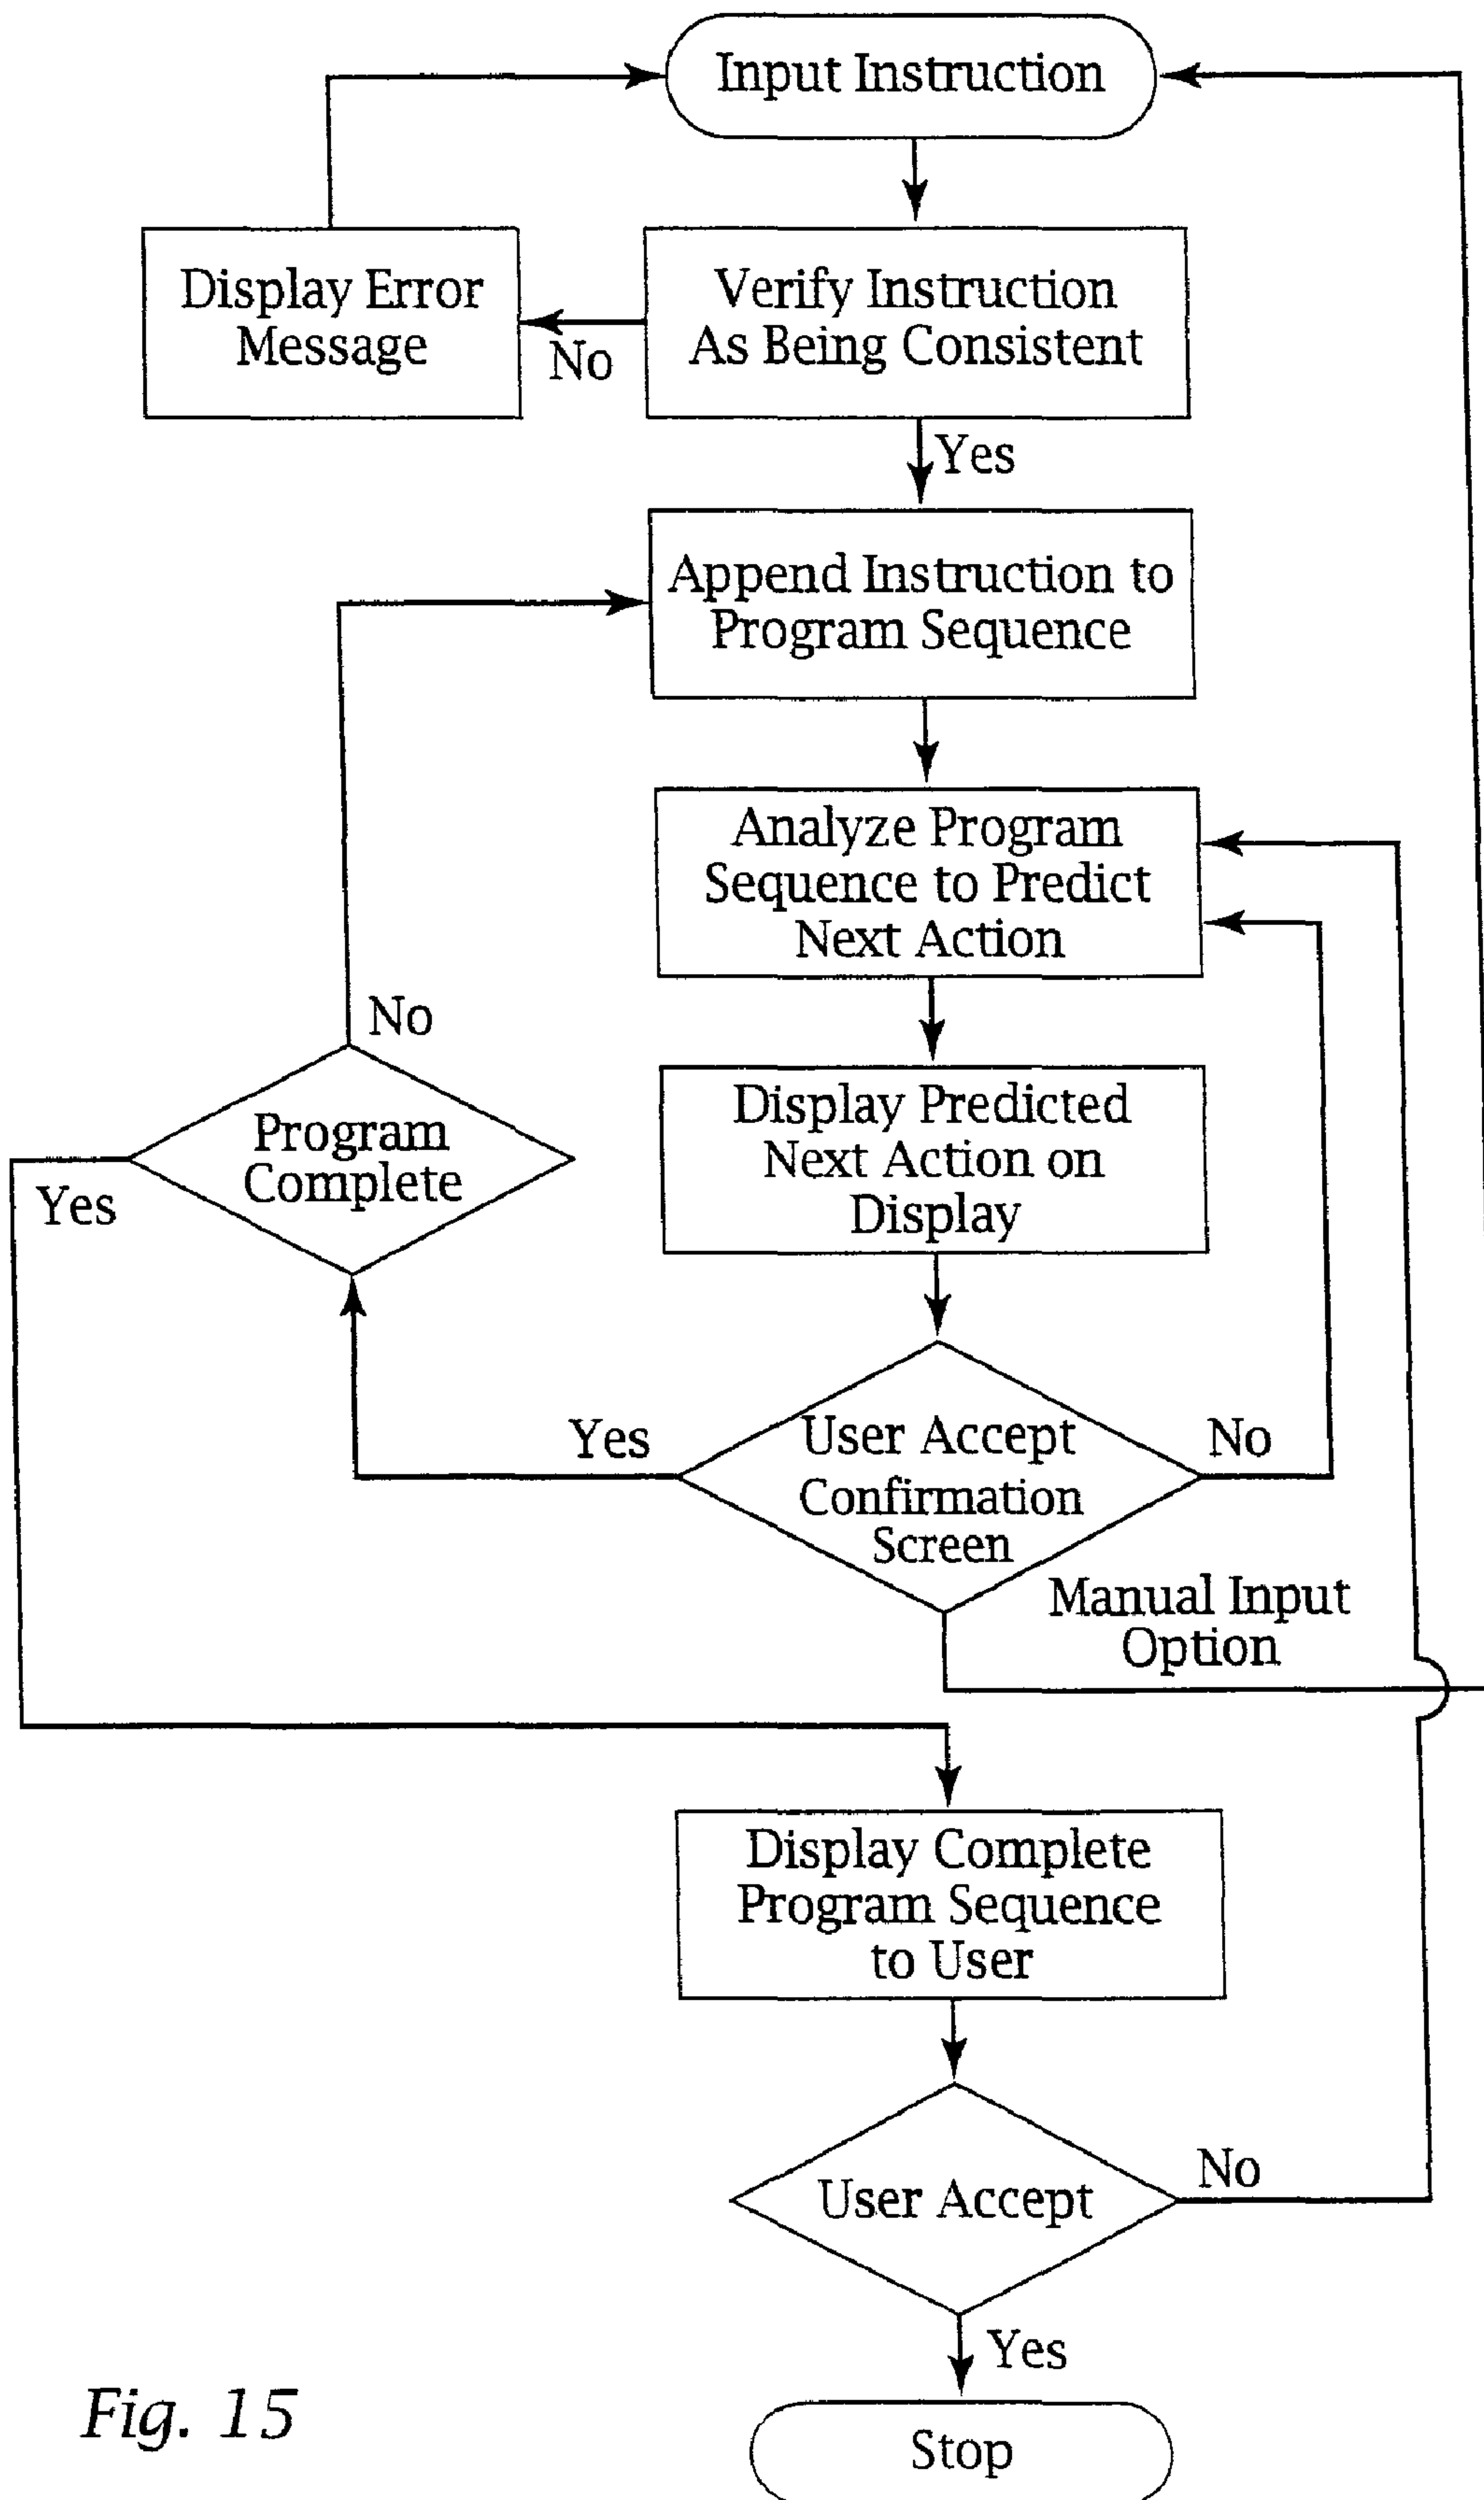 Input Instruction
Display Error
Message
No
Verify Instruction
As Being Consistent
Yes
Append Instruction to
Program Sequence
Analyze Program
Sequence to Predict
Next Action
No
Program
Complete
Yes
Display Predicted
Next Action on
Display
Yes
User Accept
Confirmation
Screen
No
Manual Input
Option
Display Complete
Program Sequence
to User
User Accept
No
Yes
Stop
Fig. 15